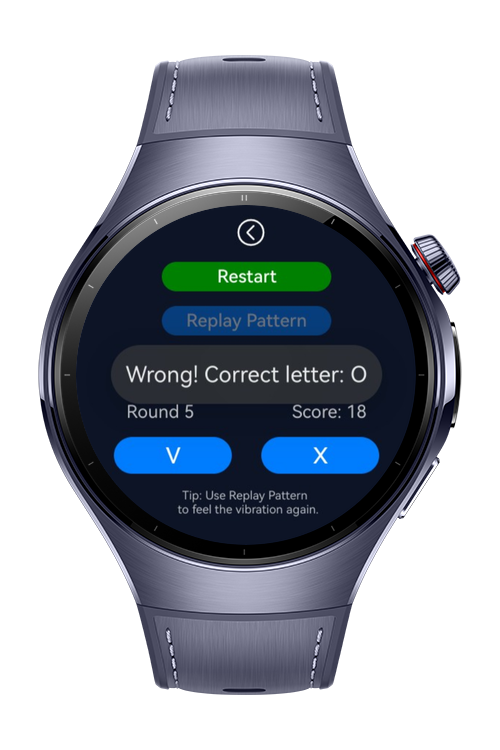 Restart
Replay Pattern
Wrong! Correct letter: O
Round 5 Score: 18
V X
Tip: Use Replay Pattern
to feel the vibration again.